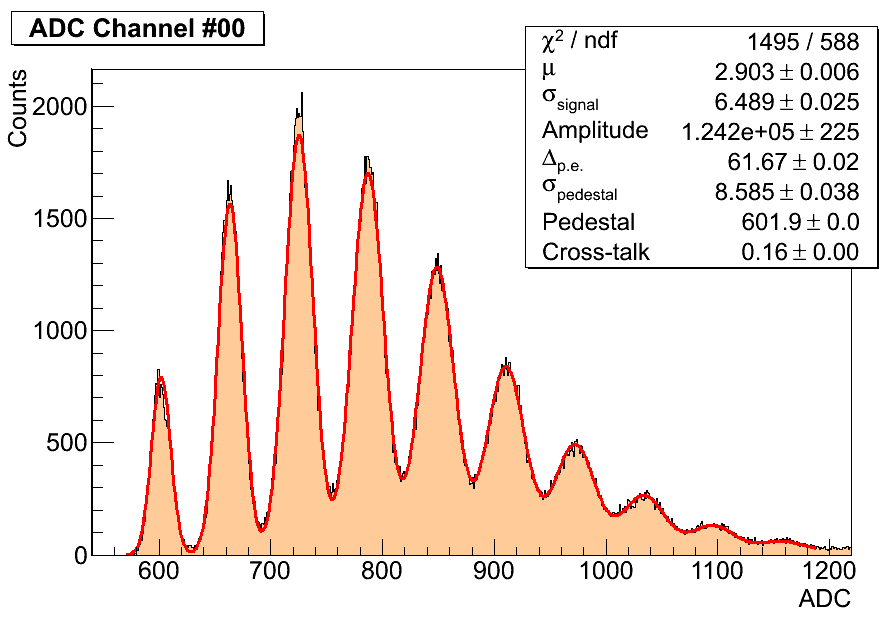 ADC Channel #00
χ² / ndf 1495 / 588
μ 2.903 ± 0.006
σsignal 6.489 ± 0.025
Amplitude 1.242e+05 ± 225
Δp.e. 61.67 ± 0.02
σpedestal 8.585 ± 0.038
Pedestal 601.9 ± 0.0
Cross-talk 0.16 ± 0.00
Counts
2000
1500
1000
500
0
600 700 800 900 1000 1100 1200
ADC